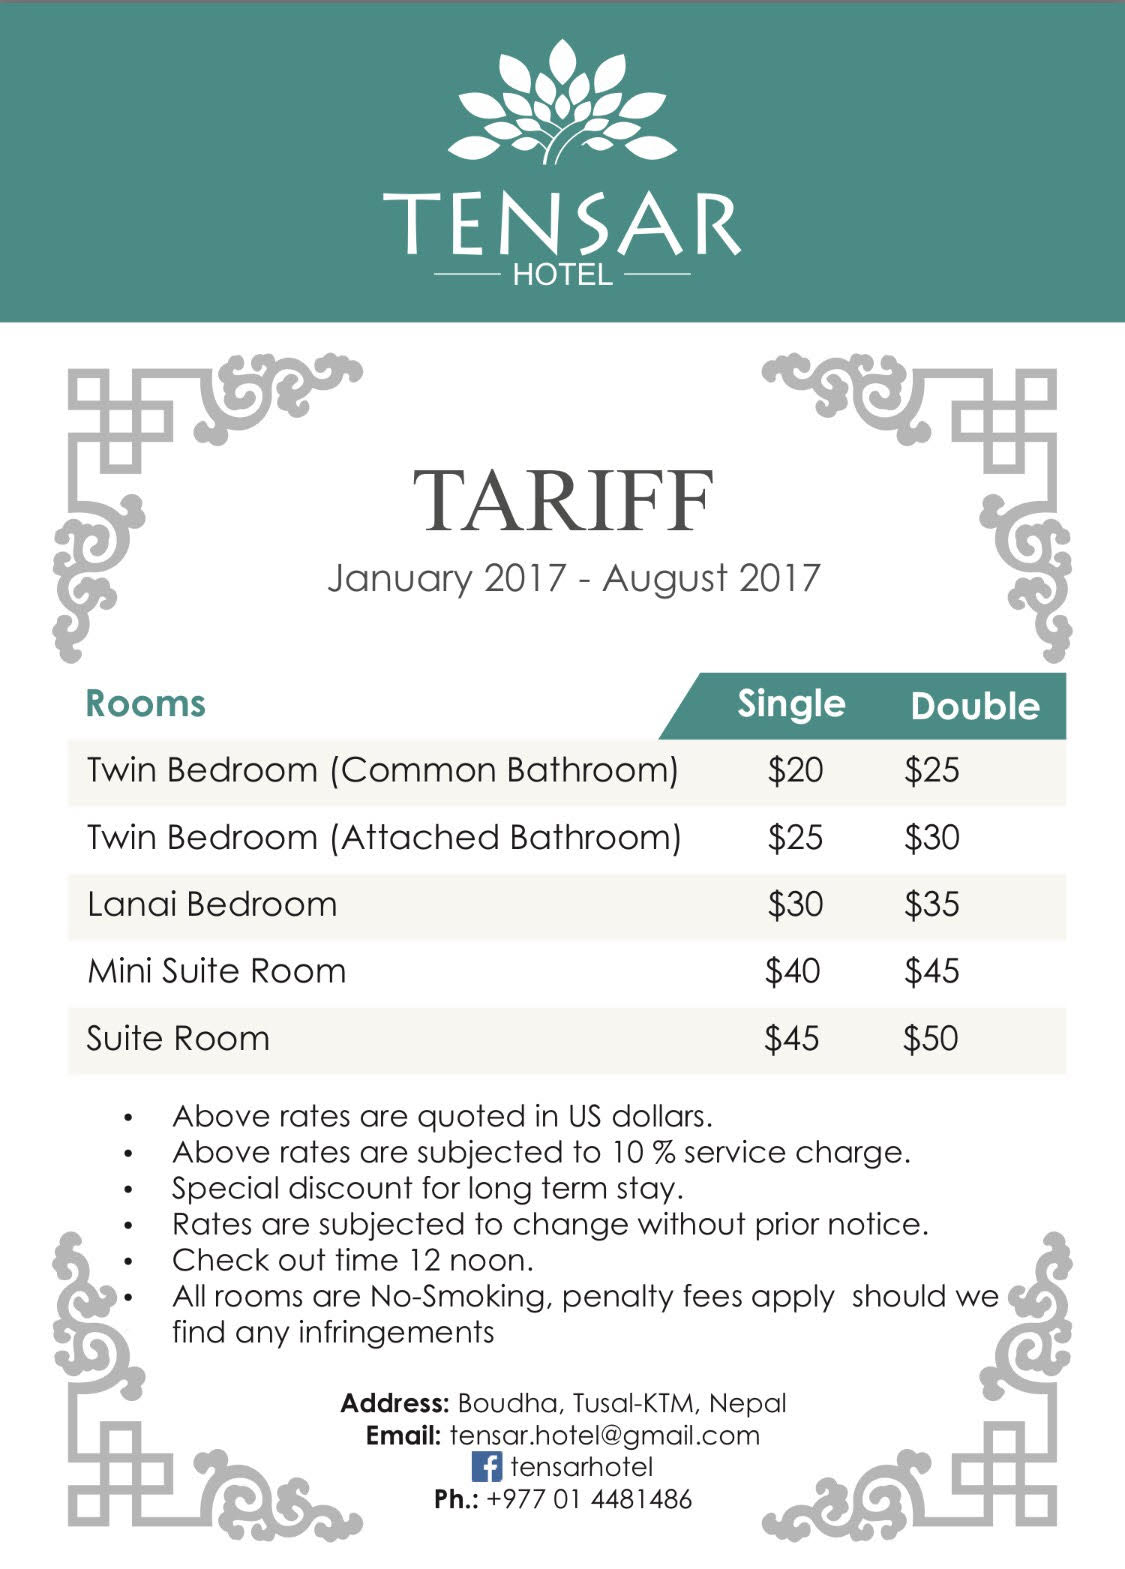 TENSAR
HOTEL
TARIFF
January 2017 - August 2017
Rooms Single Double
Twin Bedroom (Common Bathroom) $20 $25
Twin Bedroom (Attached Bathroom) $25 $30
Lanai Bedroom $30 $35
Mini Suite Room $40 $45
Suite Room $45 $50
• Above rates are quoted in US dollars.
• Above rates are subjected to 10 % service charge.
• Special discount for long term stay.
• Rates are subjected to change without prior notice.
• Check out time 12 noon.
• All rooms are No-Smoking, penalty fees apply  should we
find any infringements
Address: Boudha, Tusal-KTM, Nepal
Email: tensar.hotel@gmail.com
f tensarhotel
Ph.: +977 01 4481486